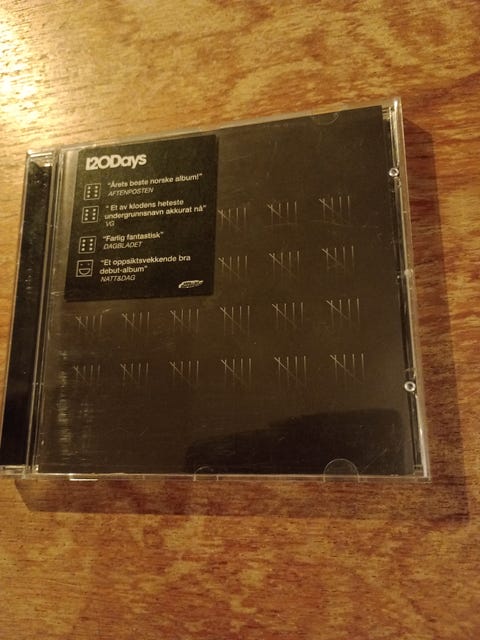 120Days
"Årets beste norske album!"
AFTENPOSTEN
" Et av klodens heteste
undergrunnsnavn akkurat nå"
VG
"Farlig fantastisk"
DAGBLADET
"Et oppsiktsvekkende bra
debut-album"
NATT&DAG